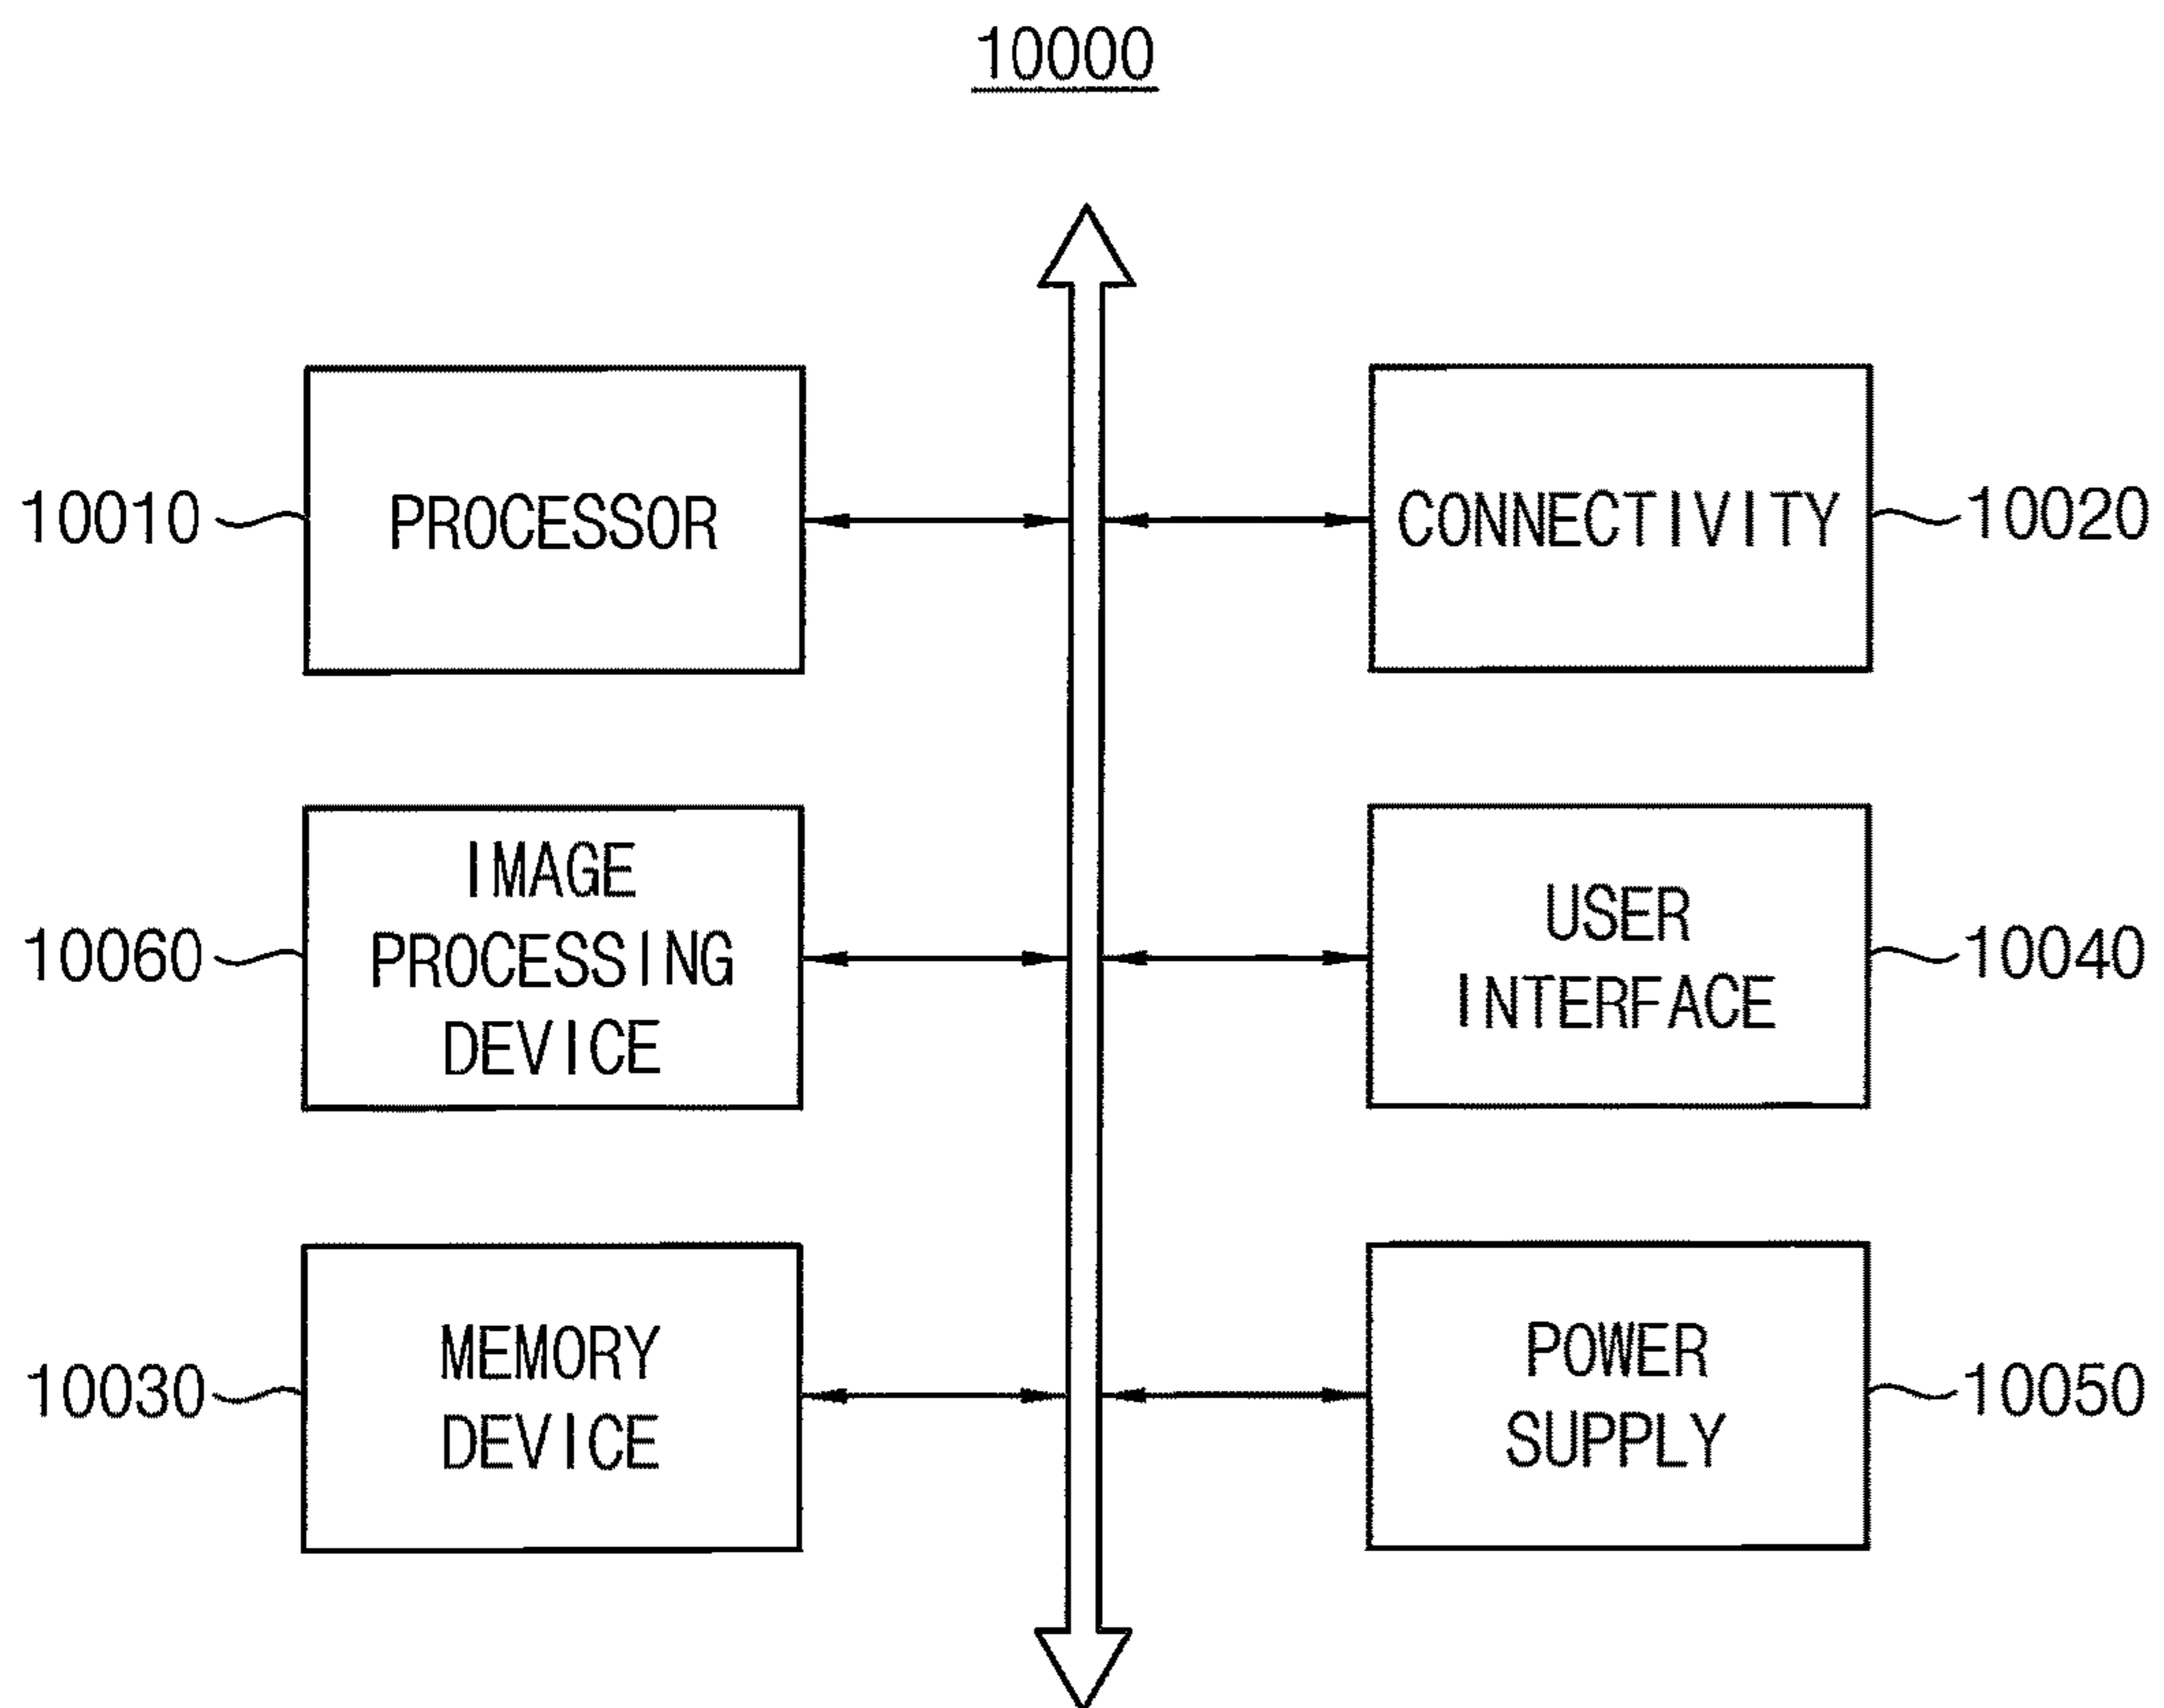 10000
10010
PROCESSOR
CONNECTIVITY
10020
10060
IMAGE
PROCESSING
DEVICE
USER
INTERFACE
10040
10030
MEMORY
DEVICE
POWER
SUPPLY
10050